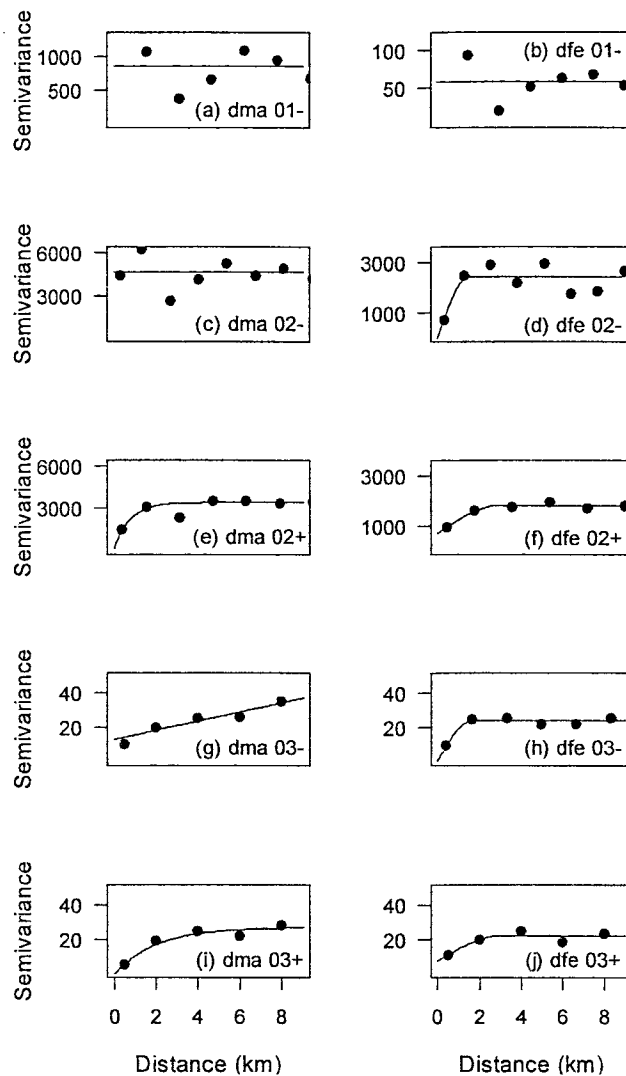 Semivariance
1000
500
(a) dma 01-
100
50
(b) dfe 01-
Semivariance
6000
3000
(c) dma 02-
3000
1000
(d) dfe 02-
Semivariance
6000
3000
(e) dma 02+
3000
1000
(f) dfe 02+
Semivariance
40
20
(g) dma 03-
40
20
(h) dfe 03-
Semivariance
40
20
(i) dma 03+
40
20
(j) dfe 03+
0 2 4 6 8
0 2 4 6 8
Distance (km)
Distance (km)